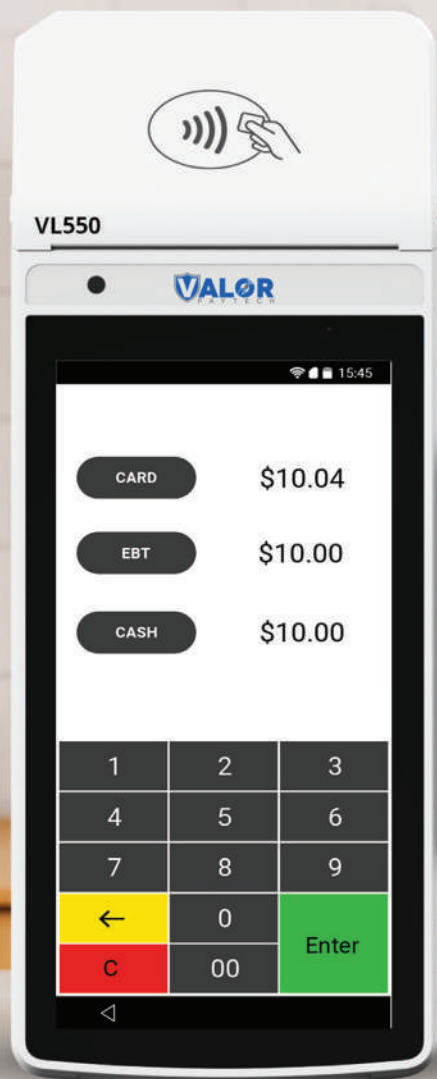 VL550
VALOR
PAYTECH
15:45
CARD $10.04
EBT $10.00
CASH $10.00
1 2 3
4 5 6
7 8 9
← 0
Enter
C 00